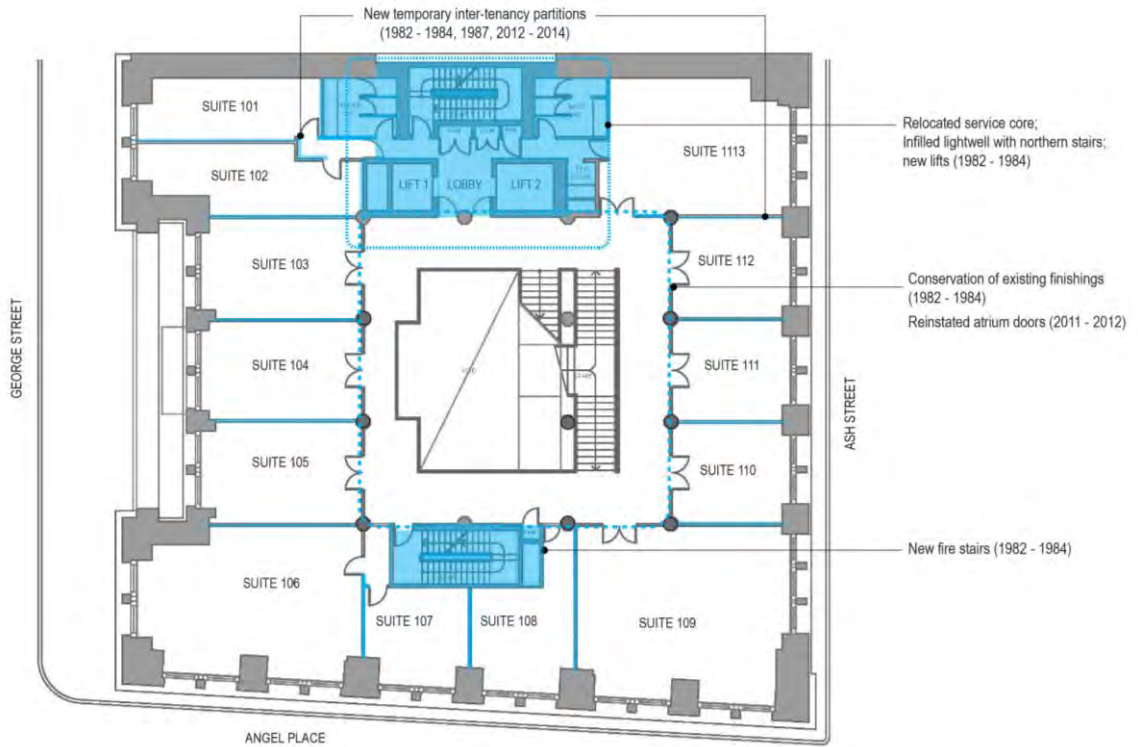 New temporary inter-tenancy partitions
(1982 - 1984, 1987, 2012 - 2014)
SUITE 101
SUITE 1113
Relocated service core;
Infilled lightwell with northern stairs;
new lifts (1982 - 1984)
SUITE 102
LIFT 1
LOBBY
LIFT 2
SUITE 103
SUITE 112
Conservation of existing finishings
(1982 - 1984)
Reinstated atrium doors (2011 - 2012)
GEORGE STREET
SUITE 104
VOID
SUITE 111
ASH STREET
SUITE 105
SUITE 110
New fire stairs (1982 - 1984)
SUITE 106
SUITE 107
SUITE 108
SUITE 109
ANGEL PLACE